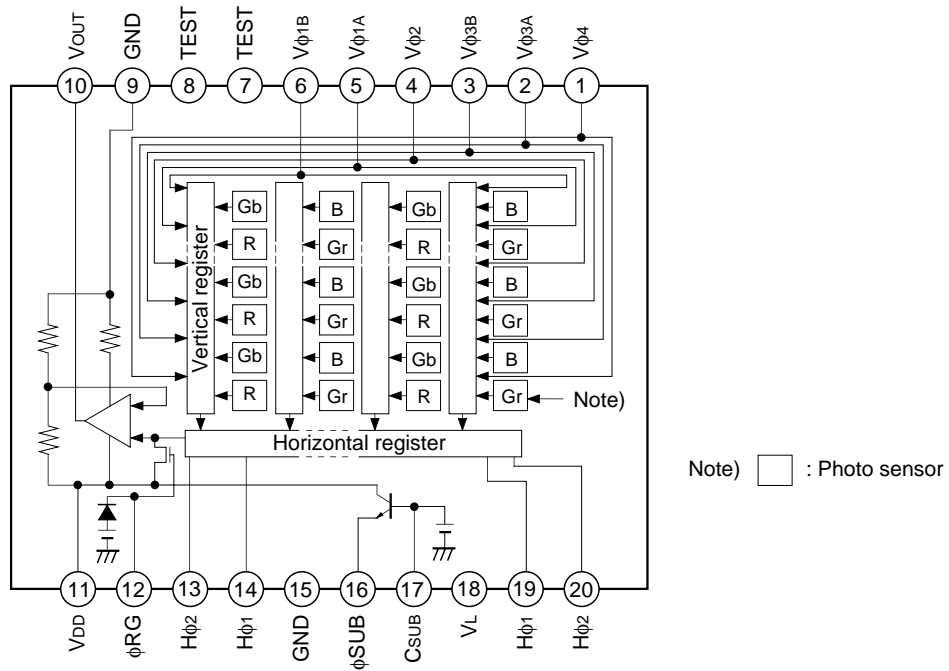 VOUT GND TEST TEST Vϕ1B Vϕ1A Vϕ2 Vϕ3B Vϕ3A Vϕ4
10 9 8 7 6 5 4 3 2 1
Vertical register
Gb B Gb B
R Gr R Gr
Gb B Gb B
R Gr R Gr
Gb B Gb B
R Gr R Gr
Note)
Horizontal register
Note) : Photo sensor
11 12 13 14 15 16 17 18 19 20
VDD ϕRG Hϕ2 Hϕ1 GND ϕSUB CSUB VL Hϕ1 Hϕ2